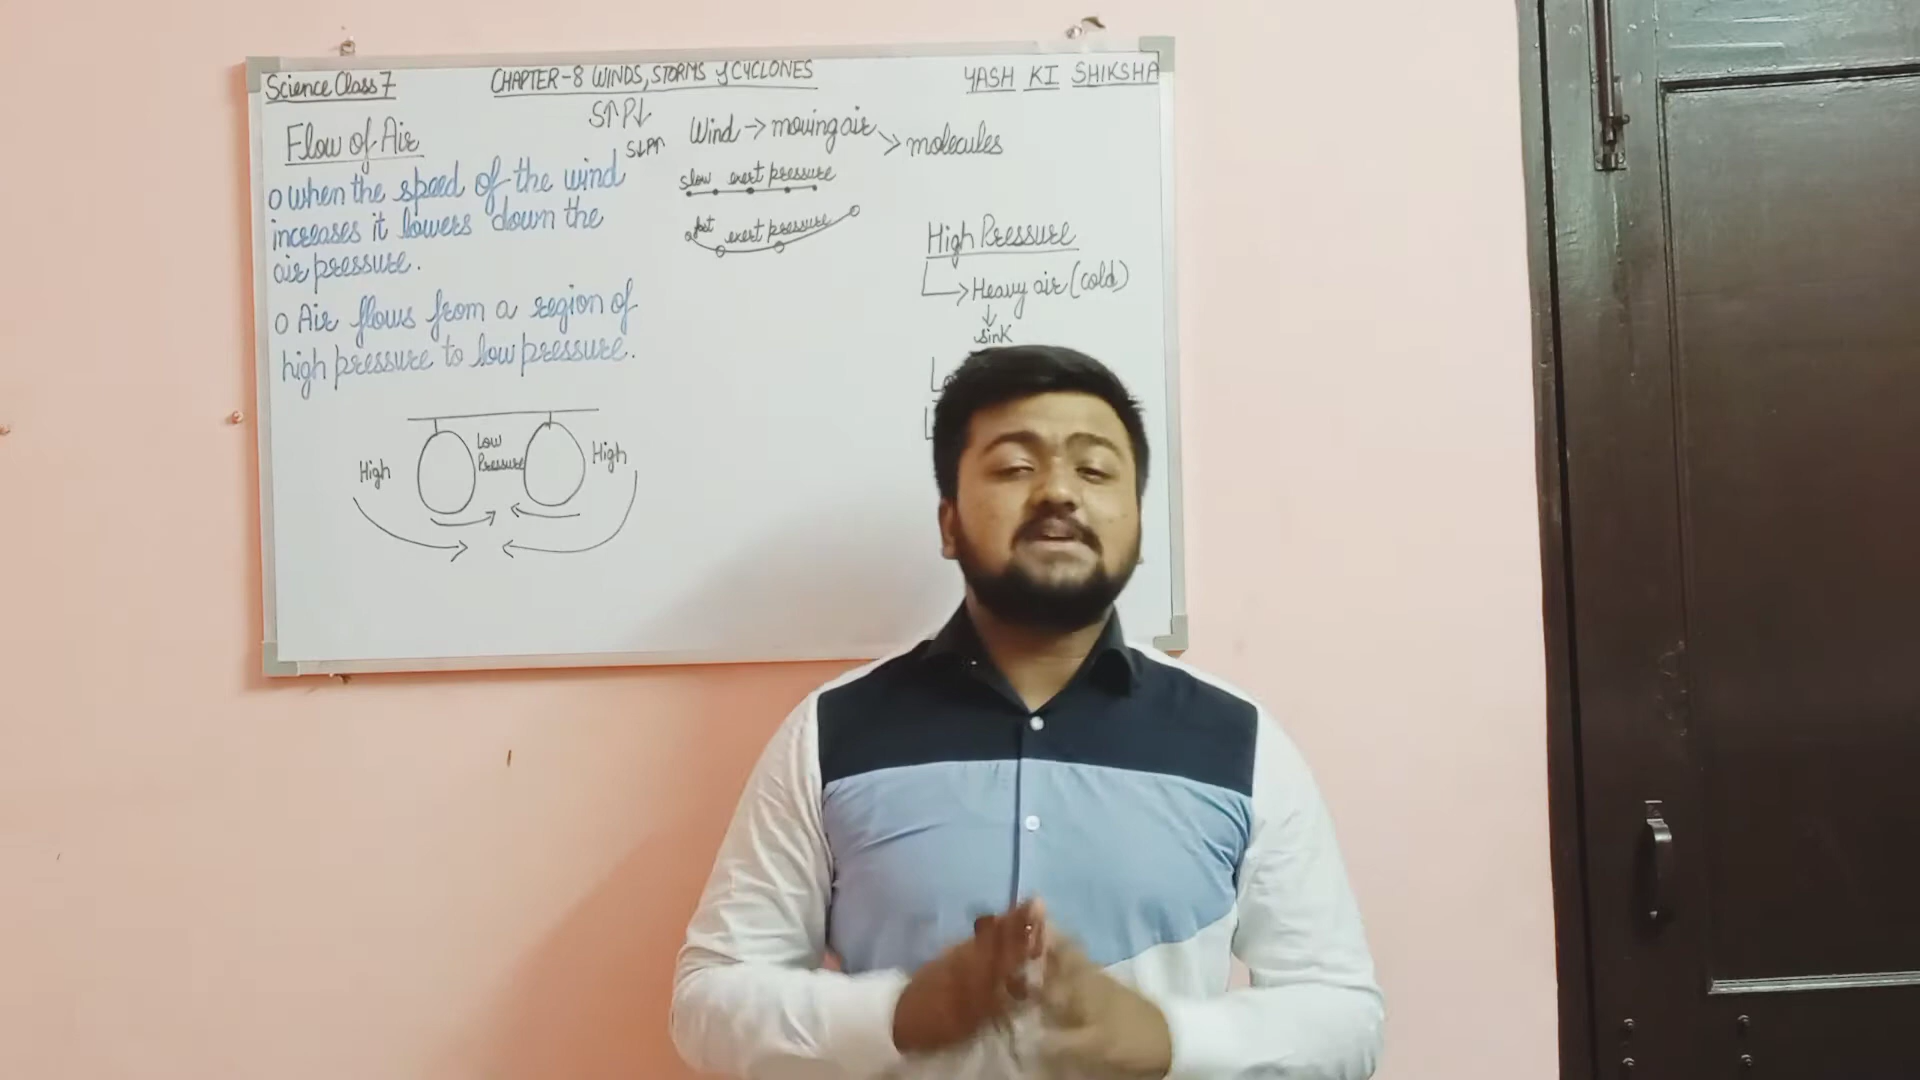 Science Class 7
CHAPTER-8 WINDS, STORMS & CYCLONES
YASH KI SHIKSHA
Flow of Air
S↑P↓
S↓P↑
o when the speed of the wind
increases it lowers down the
air pressure.
o Air flows from a region of
high pressure to low pressure.
High
Low
Pressure
High
Wind → moving air
molecules
slow exert pressure
fast exert pressure
High Pressure
Heavy air (cold)
sink